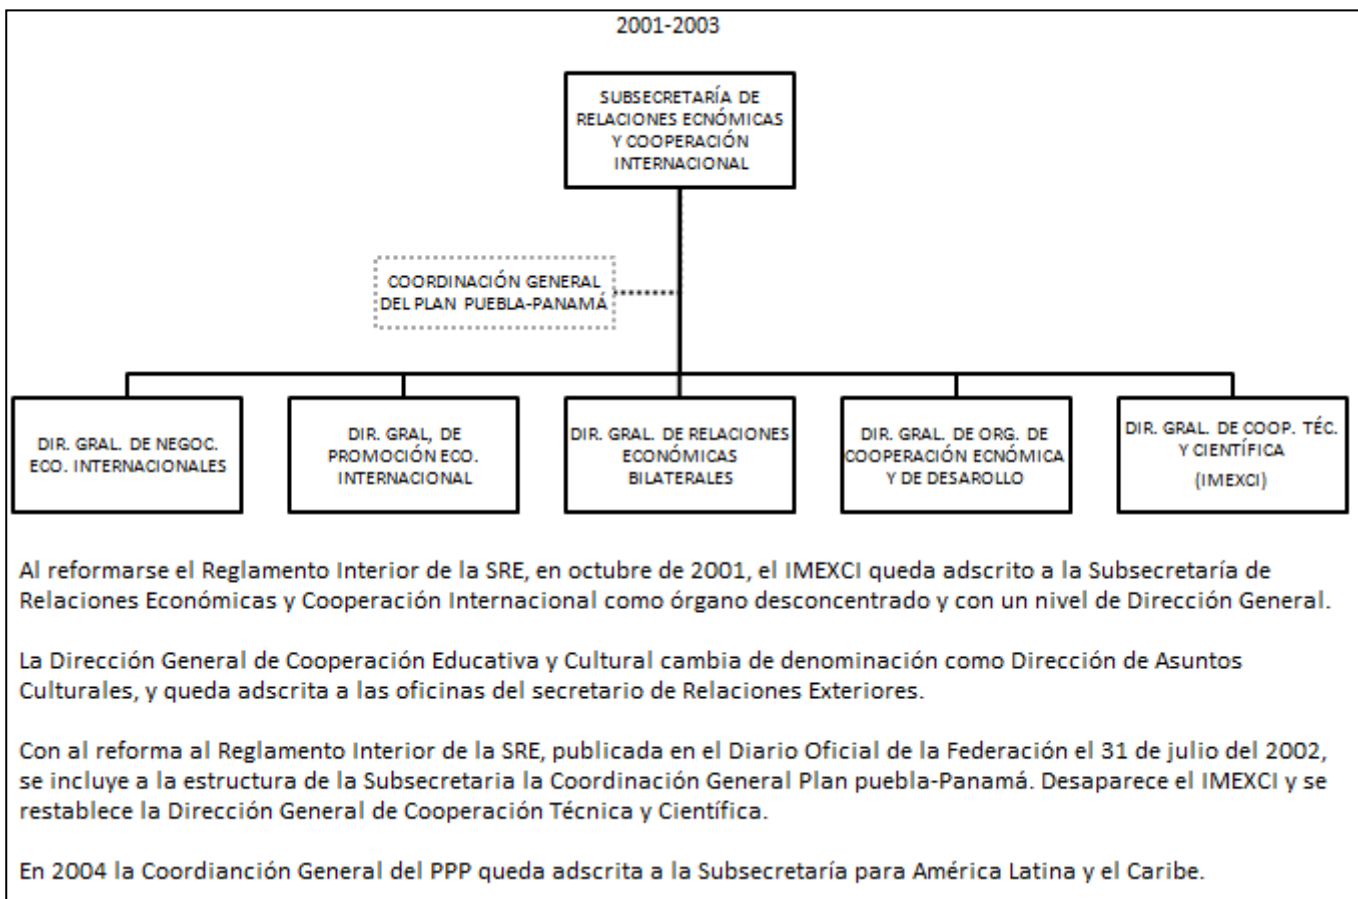 2001-2003
SUBSECRETARÍA DE
RELACIONES ECNÓMICAS
Y COOPERACIÓN
INTERNACIONAL
COORDINACIÓN GENERAL
DEL PLAN PUEBLA-PANAMÁ
DIR. GRAL. DE NEGOC.
ECO. INTERNACIONALES
DIR. GRAL, DE
PROMOCIÓN ECO.
INTERNACIONAL
DIR. GRAL. DE RELACIONES
ECONÓMICAS
BILATERALES
DIR. GRAL. DE ORG. DE
COOPERACIÓN ECNÓMICA
Y DE DESAROLLO
DIR. GRAL. DE COOP. TÉC.
Y CIENTÍFICA
(IMEXCI)
Al reformarse el Reglamento Interior de la SRE, en octubre de 2001, el IMEXCI queda adscrito a la Subsecretaría de
Relaciones Económicas y Cooperación Internacional como órgano desconcentrado y con un nivel de Dirección General.
La Dirección General de Cooperación Educativa y Cultural cambia de denominación como Dirección de Asuntos
Culturales, y queda adscrita a las oficinas del secretario de Relaciones Exteriores.
Con al reforma al Reglamento Interior de la SRE, publicada en el Diario Oficial de la Federación el 31 de julio del 2002,
se incluye a la estructura de la Subsecretaria la Coordinación General Plan puebla-Panamá. Desaparece el IMEXCI y se
restablece la Dirección General de Cooperación Técnica y Científica.
En 2004 la Coordianción General del PPP queda adscrita a la Subsecretaría para América Latina y el Caribe.